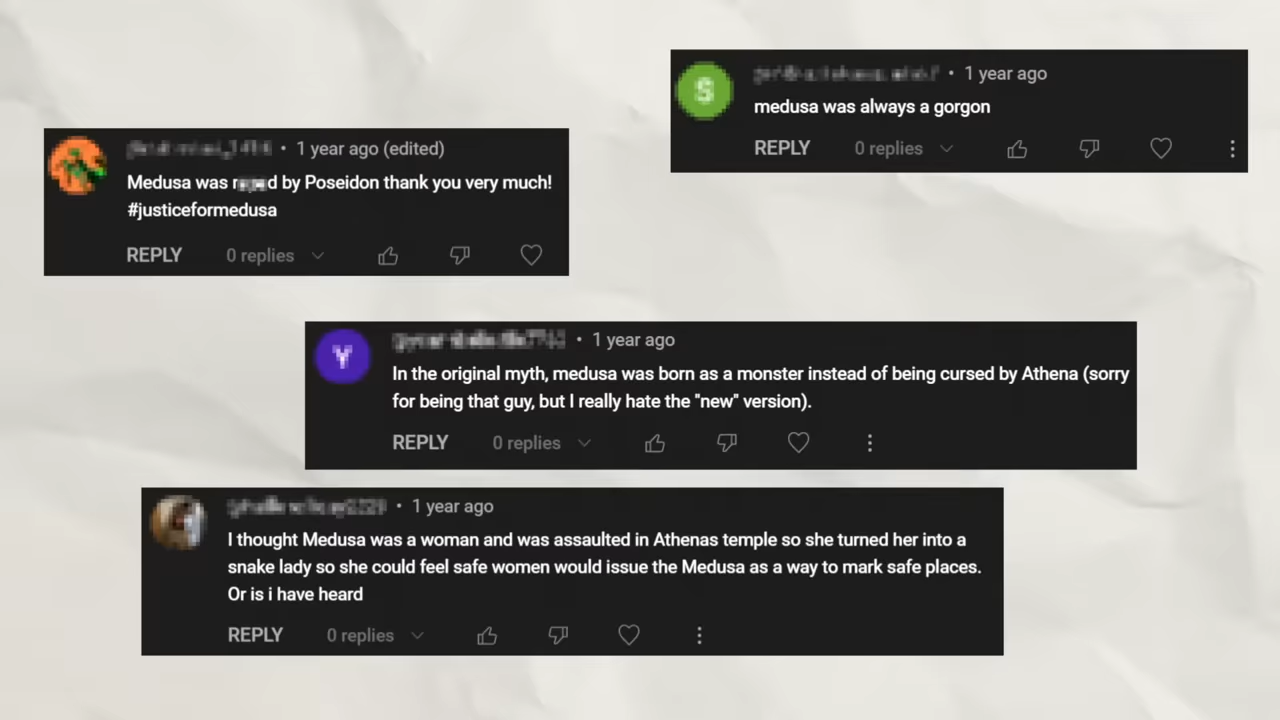 S
1 year ago
medusa was always a gorgon
REPLY 0 replies
• 1 year ago (edited)
Medusa was by Poseidon thank you very much!
#justiceformedusa
REPLY 0 replies
Y
• 1 year ago
In the original myth, medusa was born as a monster instead of being cursed by Athena (sorry
for being that guy, but I really hate the "new" version).
REPLY 0 replies
• 1 year ago
I thought Medusa was a woman and was assaulted in Athenas temple so she turned her into a
snake lady so she could feel safe women would issue the Medusa as a way to mark safe places.
Or is i have heard
REPLY 0 replies